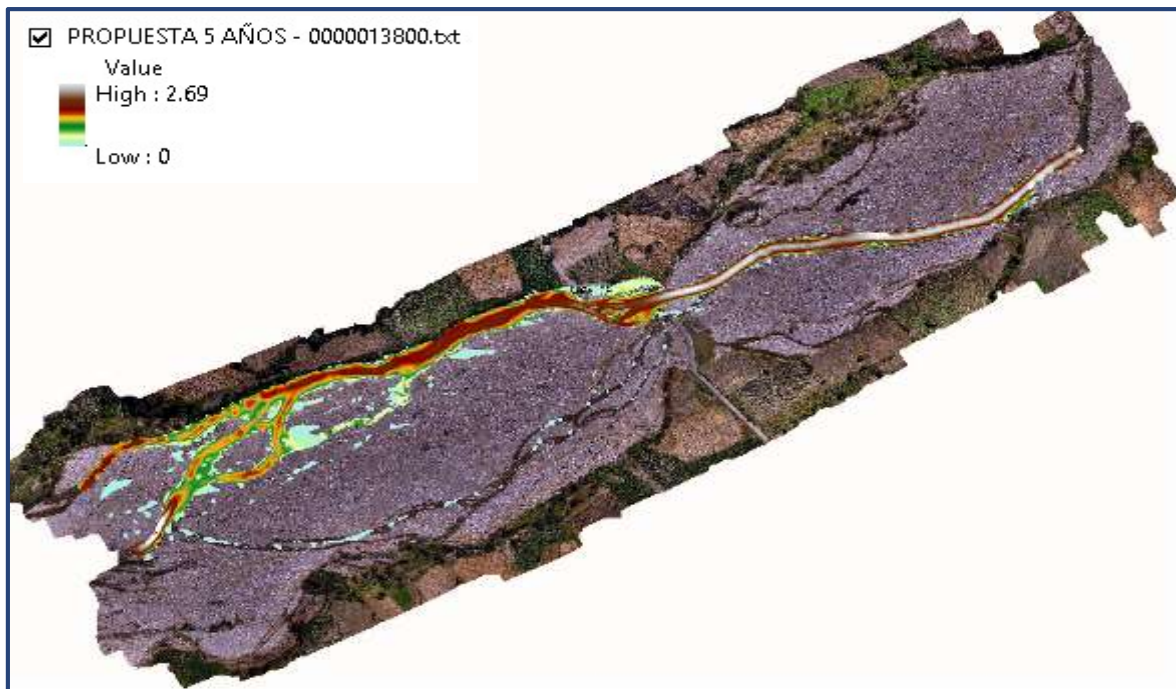 PROPUESTA 5 AÑOS - 0000013800.txt
Value
High : 2.69
Low : 0